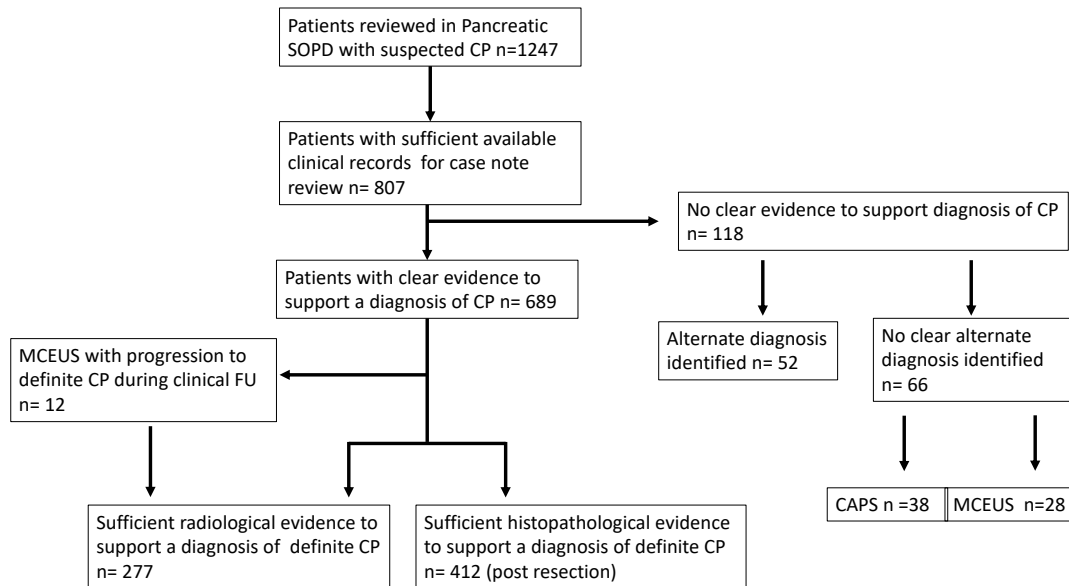 Patients reviewed in Pancreatic
SOPD with suspected CP n=1247
Patients with sufficient available
clinical records  for case note
review n= 807
No clear evidence to support diagnosis of CP
n= 118
Patients with clear evidence to
support a diagnosis of CP n= 689
Alternate diagnosis
identified n= 52
No clear alternate
diagnosis identified
n= 66
MCEUS with progression to
definite CP during clinical FU
n= 12
CAPS n =38
MCEUS  n=28
Sufficient radiological evidence to
support a diagnosis of  definite CP
n= 277
Sufficient histopathological evidence
to support a diagnosis of definite CP
n= 412 (post resection)